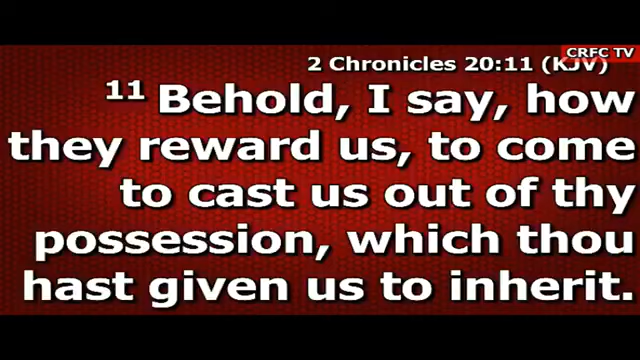 CRFC TV
2 Chronicles 20:11 (KJV)
11 Behold, I say, how
they reward us, to come
to cast us out of thy
possession, which thou
hast given us to inherit.